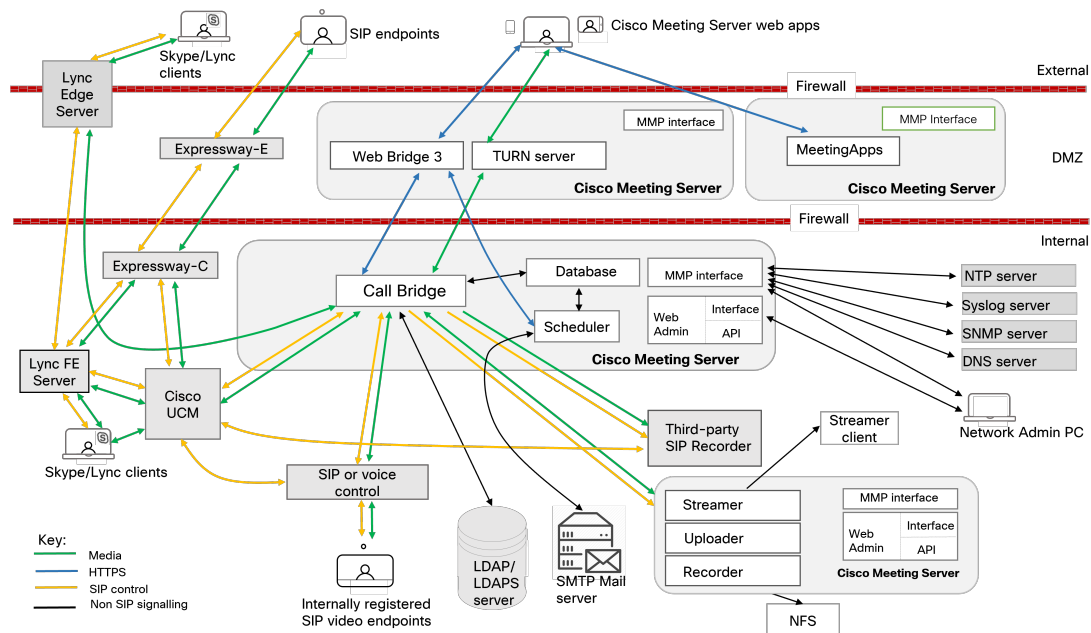 S
Skype/Lync
clients
SIP endpoints
Cisco Meeting Server web apps
External
Lync
Edge
Server
Firewall
MMP interface
MMP Interface
Expressway-E
Web Bridge 3
TURN server
MeetingApps
DMZ
Cisco Meeting Server
Cisco Meeting Server
Firewall
Internal
Expressway-C
Database
MMP interface
NTP server
Call Bridge
Web
Admin
Interface
API
Syslog server
Scheduler
SNMP server
Cisco Meeting Server
DNS server
Lync FE
Server
Cisco
UCM
Network Admin PC
Streamer
client
Third-party
SIP Recorder
S
Skype/Lync clients
SIP or voice
control
Streamer
Uploader
Recorder
MMP interface
Web
Admin
Interface
API
Cisco Meeting Server
Key:
Media
HTTPS
SIP control
Non SIP signalling
Internally registered
SIP video endpoints
LDAP/
LDAPS
server
SMTP Mail
server
NFS